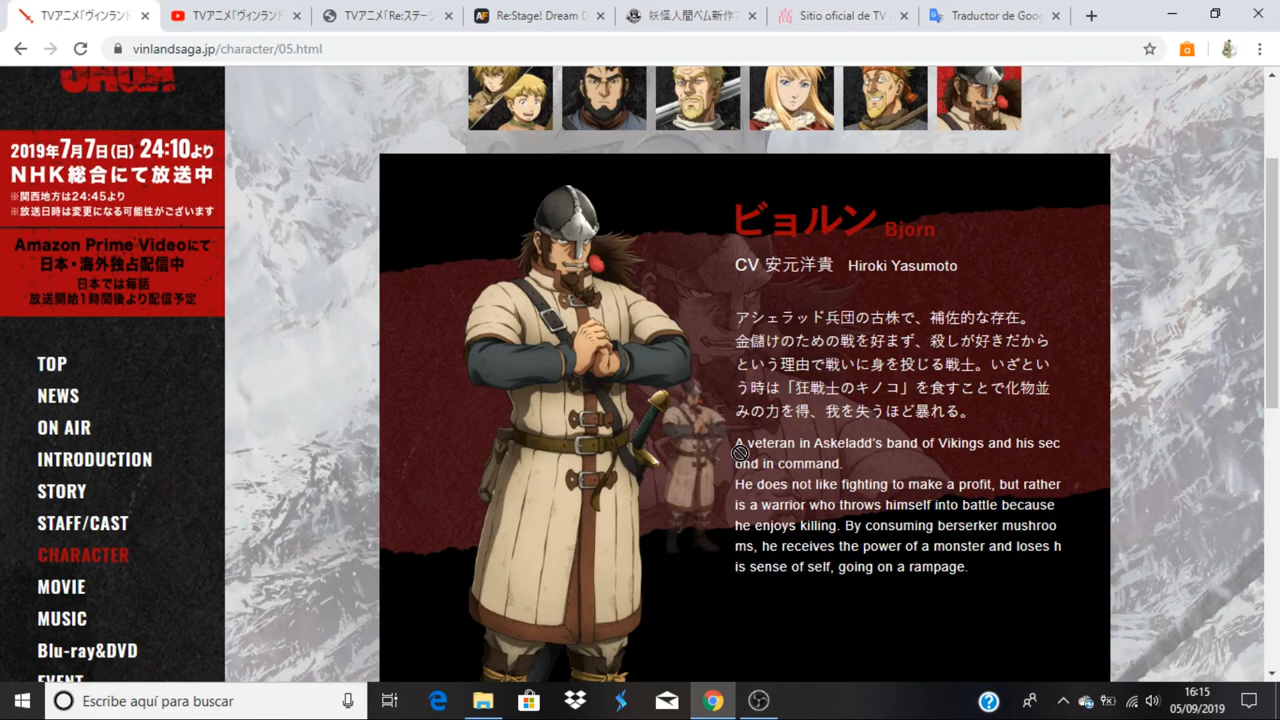 TVアニメ「ヴィンランド
TVアニメ「ヴィンランド
TVアニメ「Re:ステージ
Re:Stage! Dream D
妖怪人間ベム新作ア
Sitio oficial de TV
Traductor de Goo
vinlandsaga.jp/character/05.html
SAGA
2019年7月7日(日) 24:10より
NHK総合にて放送中
※関西地方は24:45より
※放送日時は変更になる可能性がございます
Amazon Prime Videoにて
日本・海外独占配信中
日本では毎話
放送開始1時間後より配信予定
TOP
NEWS
ON AIR
INTRODUCTION
STORY
STAFF/CAST
CHARACTER
MOVIE
MUSIC
Blu-ray&DVD
EVENT
ビョルン Bjorn
CV 安元洋貴 Hiroki Yasumoto
アシェラッド兵団の古株で、補佐的な存在。
金儲けのための戦を好まず、殺しが好きだから
という理由で戦いに身を投じる戦士。いざとい
う時は「狂戦士のキノコ」を食すことで化物並
みの力を得、我を失うほど暴れる。
A veteran in Askeladd's band of Vikings and his sec
ond in command.
He does not like fighting to make a profit, but rather
is a warrior who throws himself into battle because
he enjoys killing. By consuming berserker mushroo
ms, he receives the power of a monster and loses h
is sense of self, going on a rampage.
Escribe aquí para buscar
16:15
05/09/2019